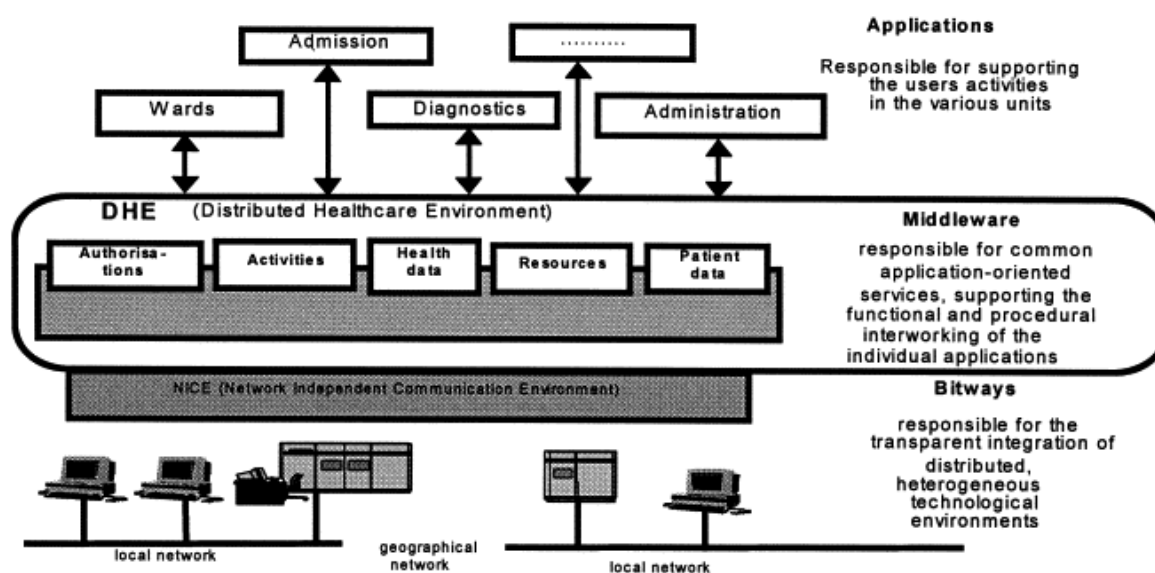 Applications
Admission
..........
Responsible for supporting
the users activities
in the various units
Wards
Diagnostics
Administration
DHE (Distributed Healthcare Environment)
Middleware
Authorisa-
tions
Activities
Health
data
Resources
Patient
data
responsible for common
application-oriented
services, supporting the
functional and procedural
interworking of the
individual applications
NICE (Network Independent Communication Environment)
Bitways
responsible for the
transparent integration of
distributed,
heterogeneous
technological
environments
local network
geographical
network
local network